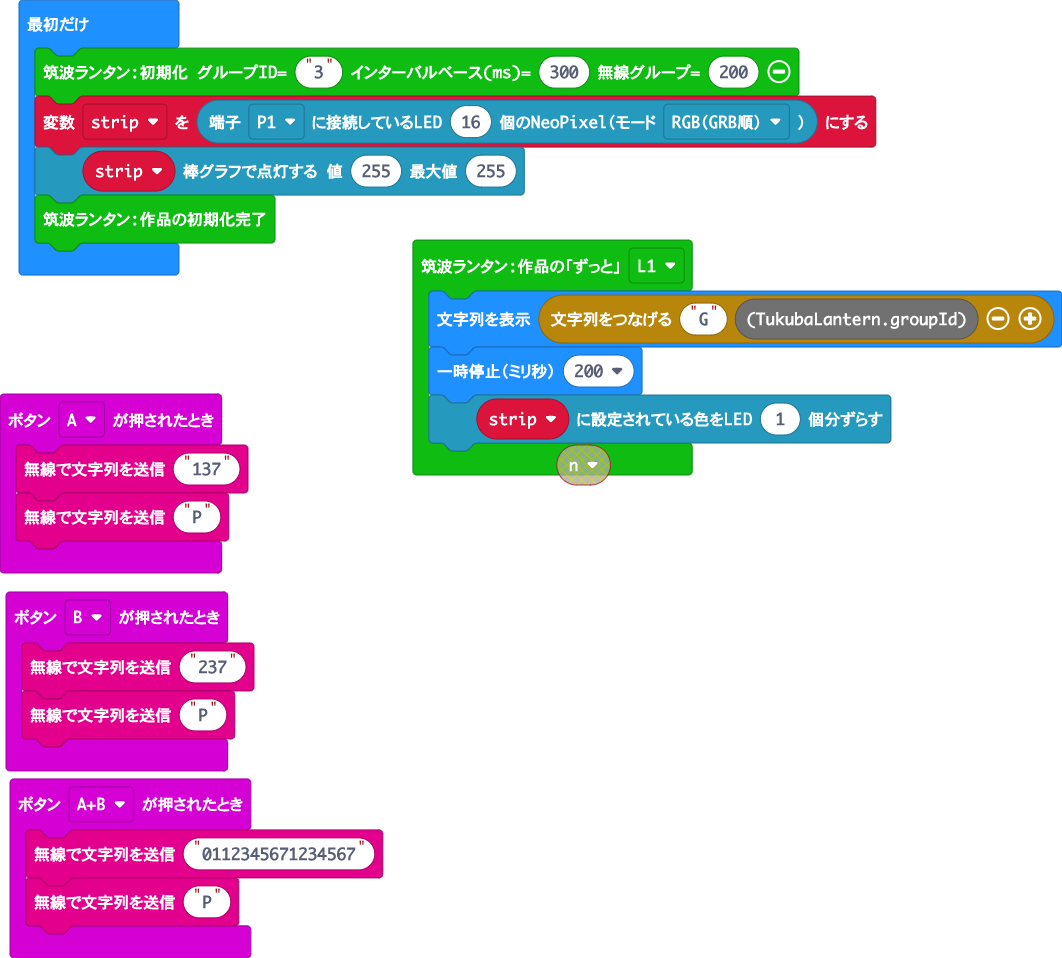 最初だけ
筑波ランタン:初期化 グループID= "3" インターバルベース(ms)= 300 無線グループ= 200
変数 strip を 端子 P1 に接続しているLED 16 個のNeoPixel(モード RGB(GRB順) ) にする
strip 棒グラフで点灯する 値 255 最大値 255
筑波ランタン:作品の初期化完了
筑波ランタン:作品の「ずっと」 L1
文字列を表示 文字列をつなげる "G" (TukubaLantern.groupId)
一時停止(ミリ秒) 200
strip に設定されている色をLED 1 個分ずらす
n
ボタン A が押されたとき
無線で文字列を送信 "137"
無線で文字列を送信 "P"
ボタン B が押されたとき
無線で文字列を送信 "237"
無線で文字列を送信 "P"
ボタン A+B が押されたとき
無線で文字列を送信 "0112345671234567"
無線で文字列を送信 "P"